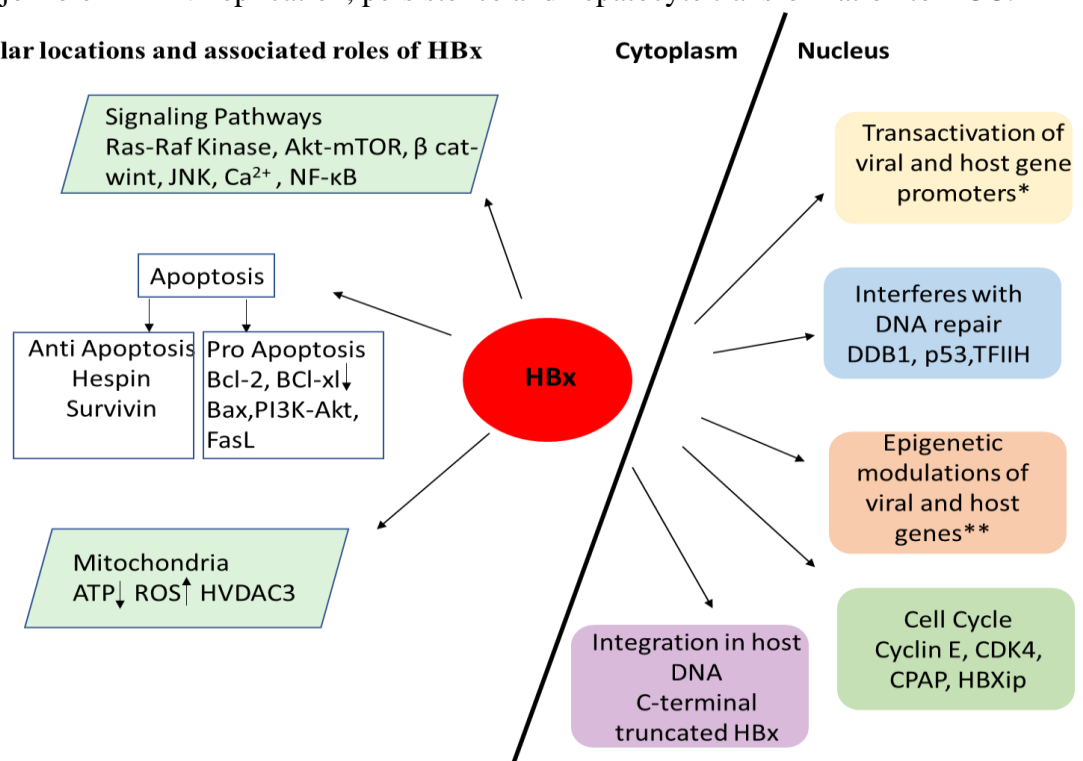 lar locations and associated roles of HBx
Cytoplasm
Nucleus
Signaling Pathways
Ras-Raf Kinase, Akt-mTOR, β cat-
wint, JNK, Ca²⁺ , NF-κB
Apoptosis
Anti Apoptosis
Hespin
Survivin
Pro Apoptosis
Bcl-2, BCl-xl↓
Bax,PI3K-Akt,
FasL
Mitochondria
ATP↓ ROS↑ HVDAC3
HBx
Transactivation of
viral and host gene
promoters*
Interferes with
DNA repair
DDB1, p53,TFIIH
Epigenetic
modulations of
viral and host
genes**
Cell Cycle
Cyclin E, CDK4,
CPAP, HBXip
Integration in host
DNA
C-terminal
truncated HBx